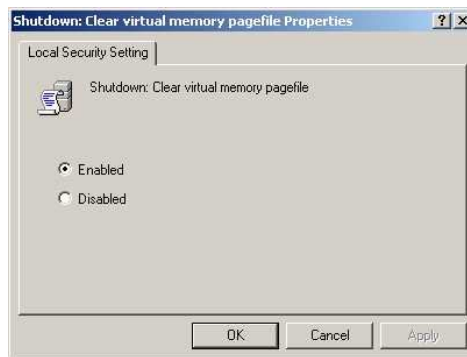 Shutdown: Clear virtual memory pagefile Properties
Local Security Setting
Shutdown: Clear virtual memory pagefile
Enabled
Disabled
OK Cancel Apply